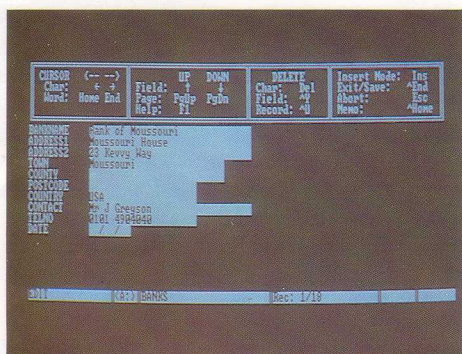 CURSOR <-- --> UP DOWN DELETE Insert Mode: Ins
Char: ← → Field: ↑ ↓ Char: Del Exit/Save: ^End
Word: Home End Page: PgUp PgDn Field: ^Y Abort: Esc
Help: F1 Record: ^U Memo: ^Home
BANKNAME Bank of Moussouri
ADDRESS1 Moussouri House
ADDRESS2 23 Kevvy Way
TOWN Moussouri
COUNTY
POSTCODE
COUNTRY USA
CONTACT Mr J Greyson
TELNO 0101 4904040
DATE / /
EDIT <A:> BANKS Rec: 1/18